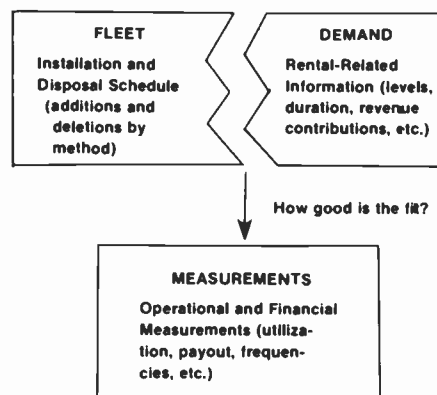 FLEET
Installation and
Disposal Schedule
(additions and
deletions by
method)
DEMAND
Rental-Related
Information (levels,
duration, revenue
contributions, etc.)
How good is the fit?
MEASUREMENTS
Operational and Financial
Measurements (utiliza-
tion, payout, frequen-
cies, etc.)